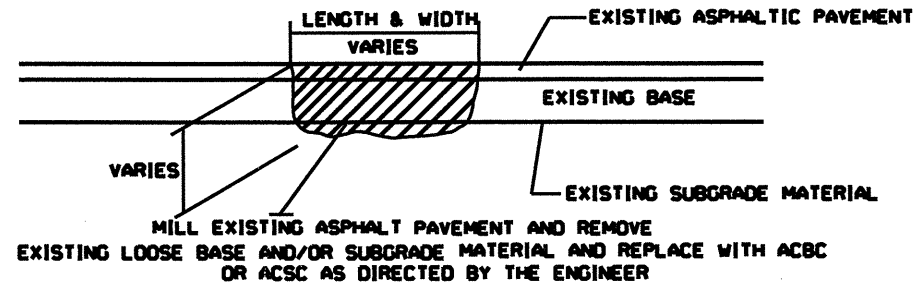 LENGTH & WIDTH
VARIES
EXISTING ASPHALTIC PAVEMENT
EXISTING BASE
VARIES
EXISTING SUBGRADE MATERIAL
MILL EXISTING ASPHALT PAVEMENT AND REMOVE
EXISTING LOOSE BASE AND/OR SUBGRADE MATERIAL AND REPLACE WITH ACBC
OR ACSC AS DIRECTED BY THE ENGINEER